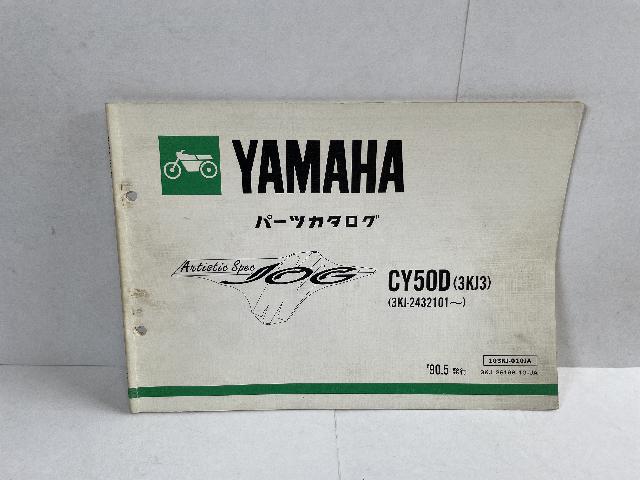 YAMAHA
パーツカタログ
Artistic Spec
JOG
CY50D(3KJ3)
(3KJ-2432101～)
'90.5 発行
103KJ-010JA